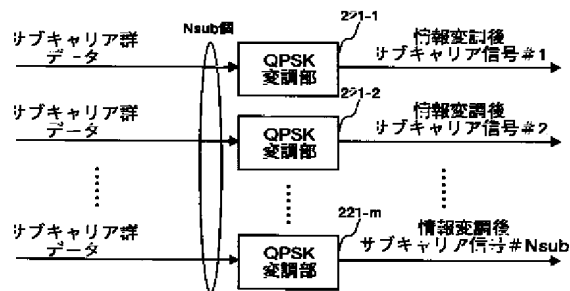 Nsub個
サブキャリア群
データ
QPSK
変調部
221-1
情報変調後
サブキャリア信号#1
サブキャリア群
データ
QPSK
変調部
221-2
情報変調後
サブキャリア信号#2
サブキャリア群
データ
QPSK
変調部
221-m
情報変調後
サブキャリア信号#Nsub